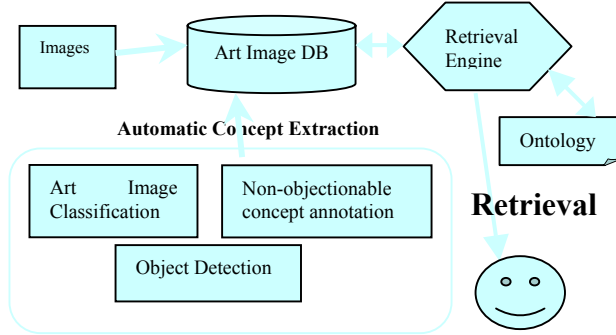 Images
Art Image DB
Retrieval
Engine
Automatic Concept Extraction
Ontology
Art Image
Classification
Non-objectionable
concept annotation
Retrieval
Object Detection